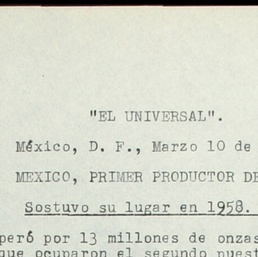 "EL UNIVERSAL".
México, D. F., Marzo 10 de
MEXICO, PRIMER PRODUCTOR DE
Sostuvo su lugar en 1958.
peró por 13 millones de onzas
que ocuparon el segundo puest